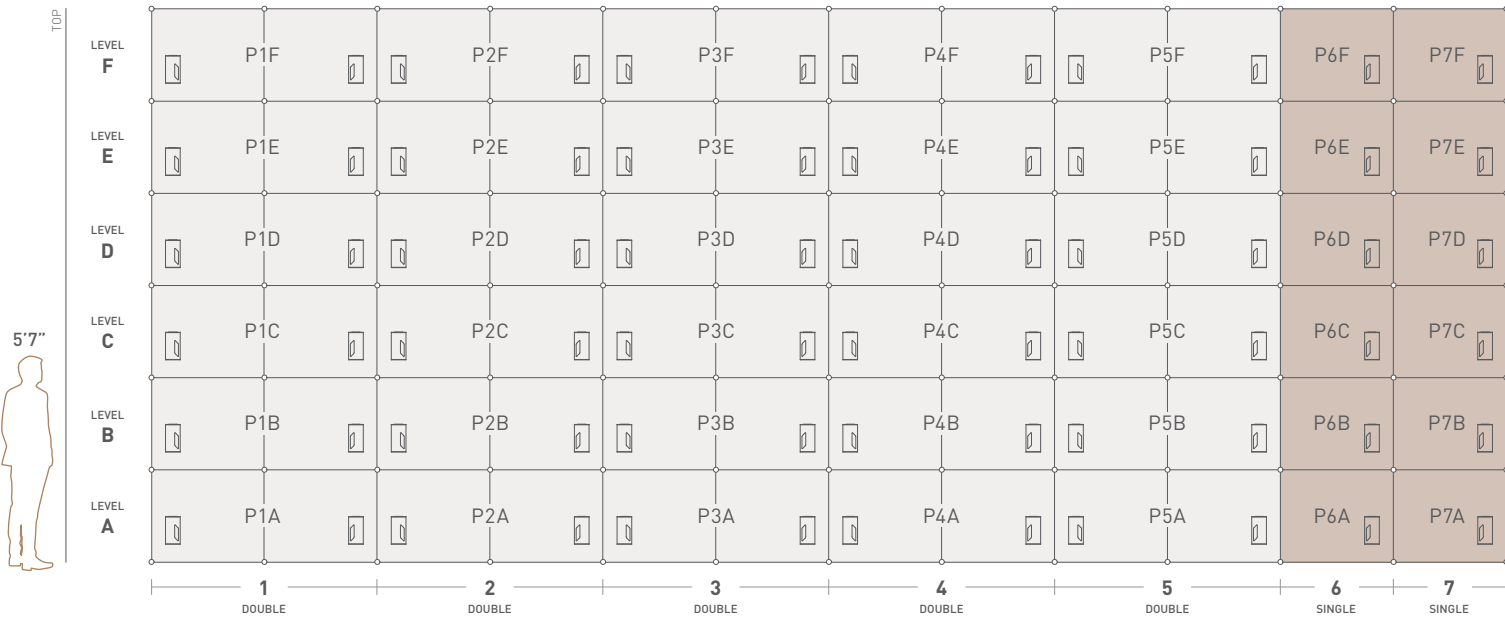 TOP
LEVEL
F
P1F P2F P3F P4F P5F P6F P7F
LEVEL
E
P1E P2E P3E P4E P5E P6E P7E
LEVEL
D
P1D P2D P3D P4D P5D P6D P7D
LEVEL
C
P1C P2C P3C P4C P5C P6C P7C
5'7"
LEVEL
B
P1B P2B P3B P4B P5B P6B P7B
LEVEL
A
P1A P2A P3A P4A P5A P6A P7A
1 2 3 4 5 6 7
DOUBLE DOUBLE DOUBLE DOUBLE DOUBLE SINGLE SINGLE